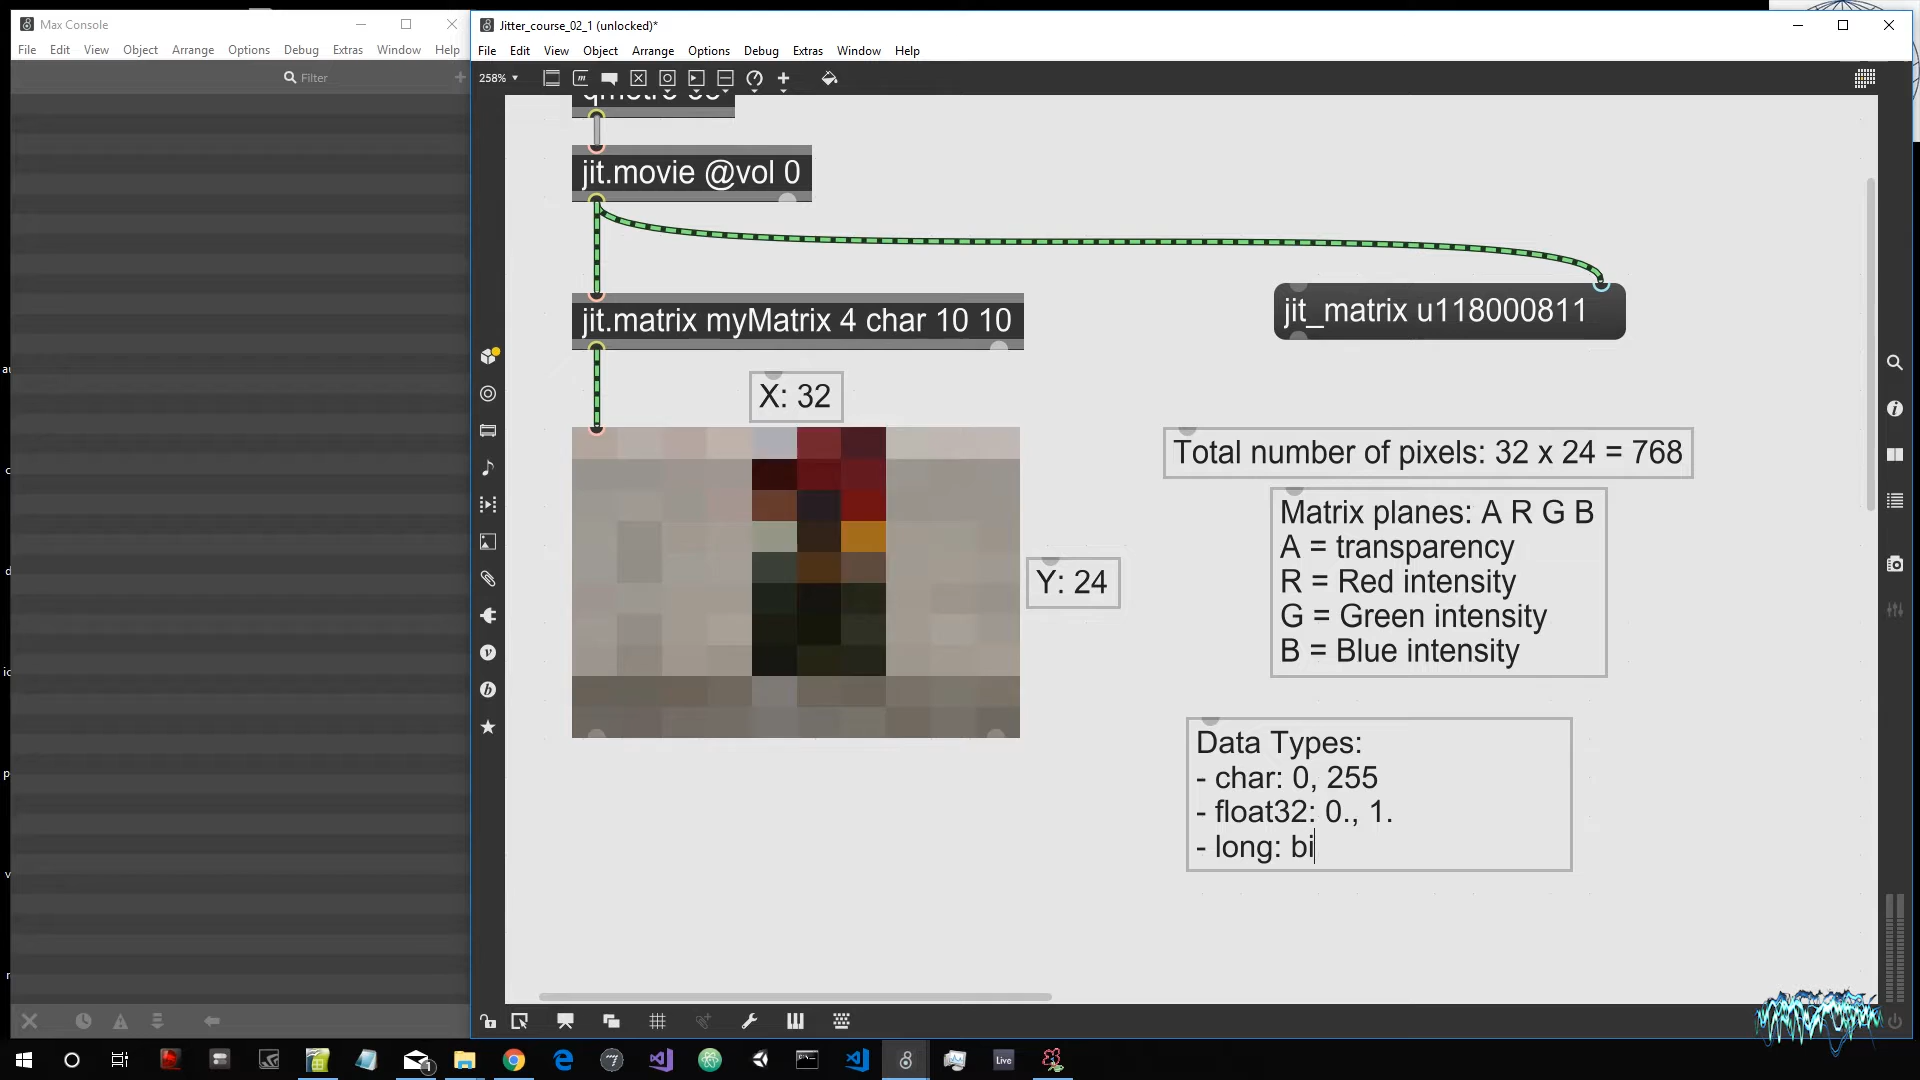 Max Console
File Edit View Object Arrange Options Debug Extras Window Help
Filter
Jitter_course_02_1 (unlocked)*
File Edit View Object Arrange Options Debug Extras Window Help
258%
jit.movie @vol 0
jit.matrix myMatrix 4 char 10 10
jit_matrix u118000811
X: 32
Y: 24
Total number of pixels: 32 x 24 = 768
Matrix planes: A R G B
A = transparency
R = Red intensity
G = Green intensity
B = Blue intensity
Data Types:
- char: 0, 255
- float32: 0., 1.
- long: bi
Live